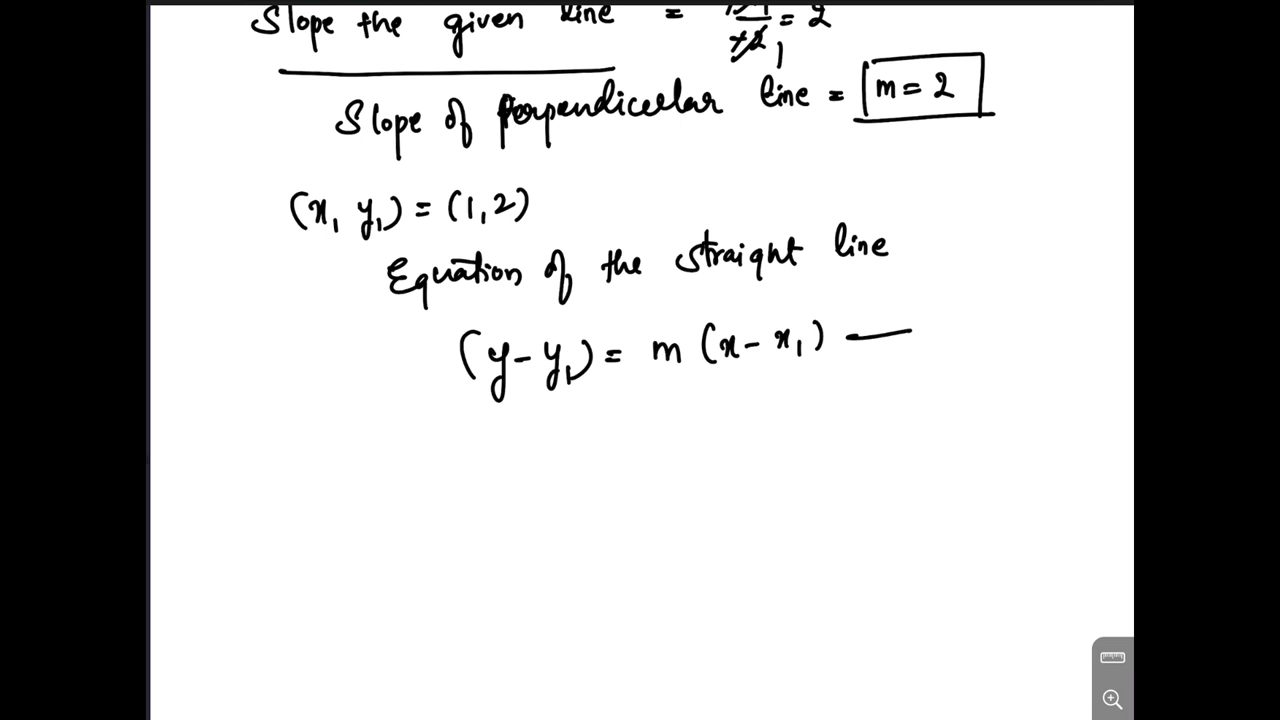 Slope the given line = = 2
Slope of perpendicular line = m = 2
(x₁ y₁) = (1, 2)
Equation of the straight line
(y - y₁) = m (x - x₁) —